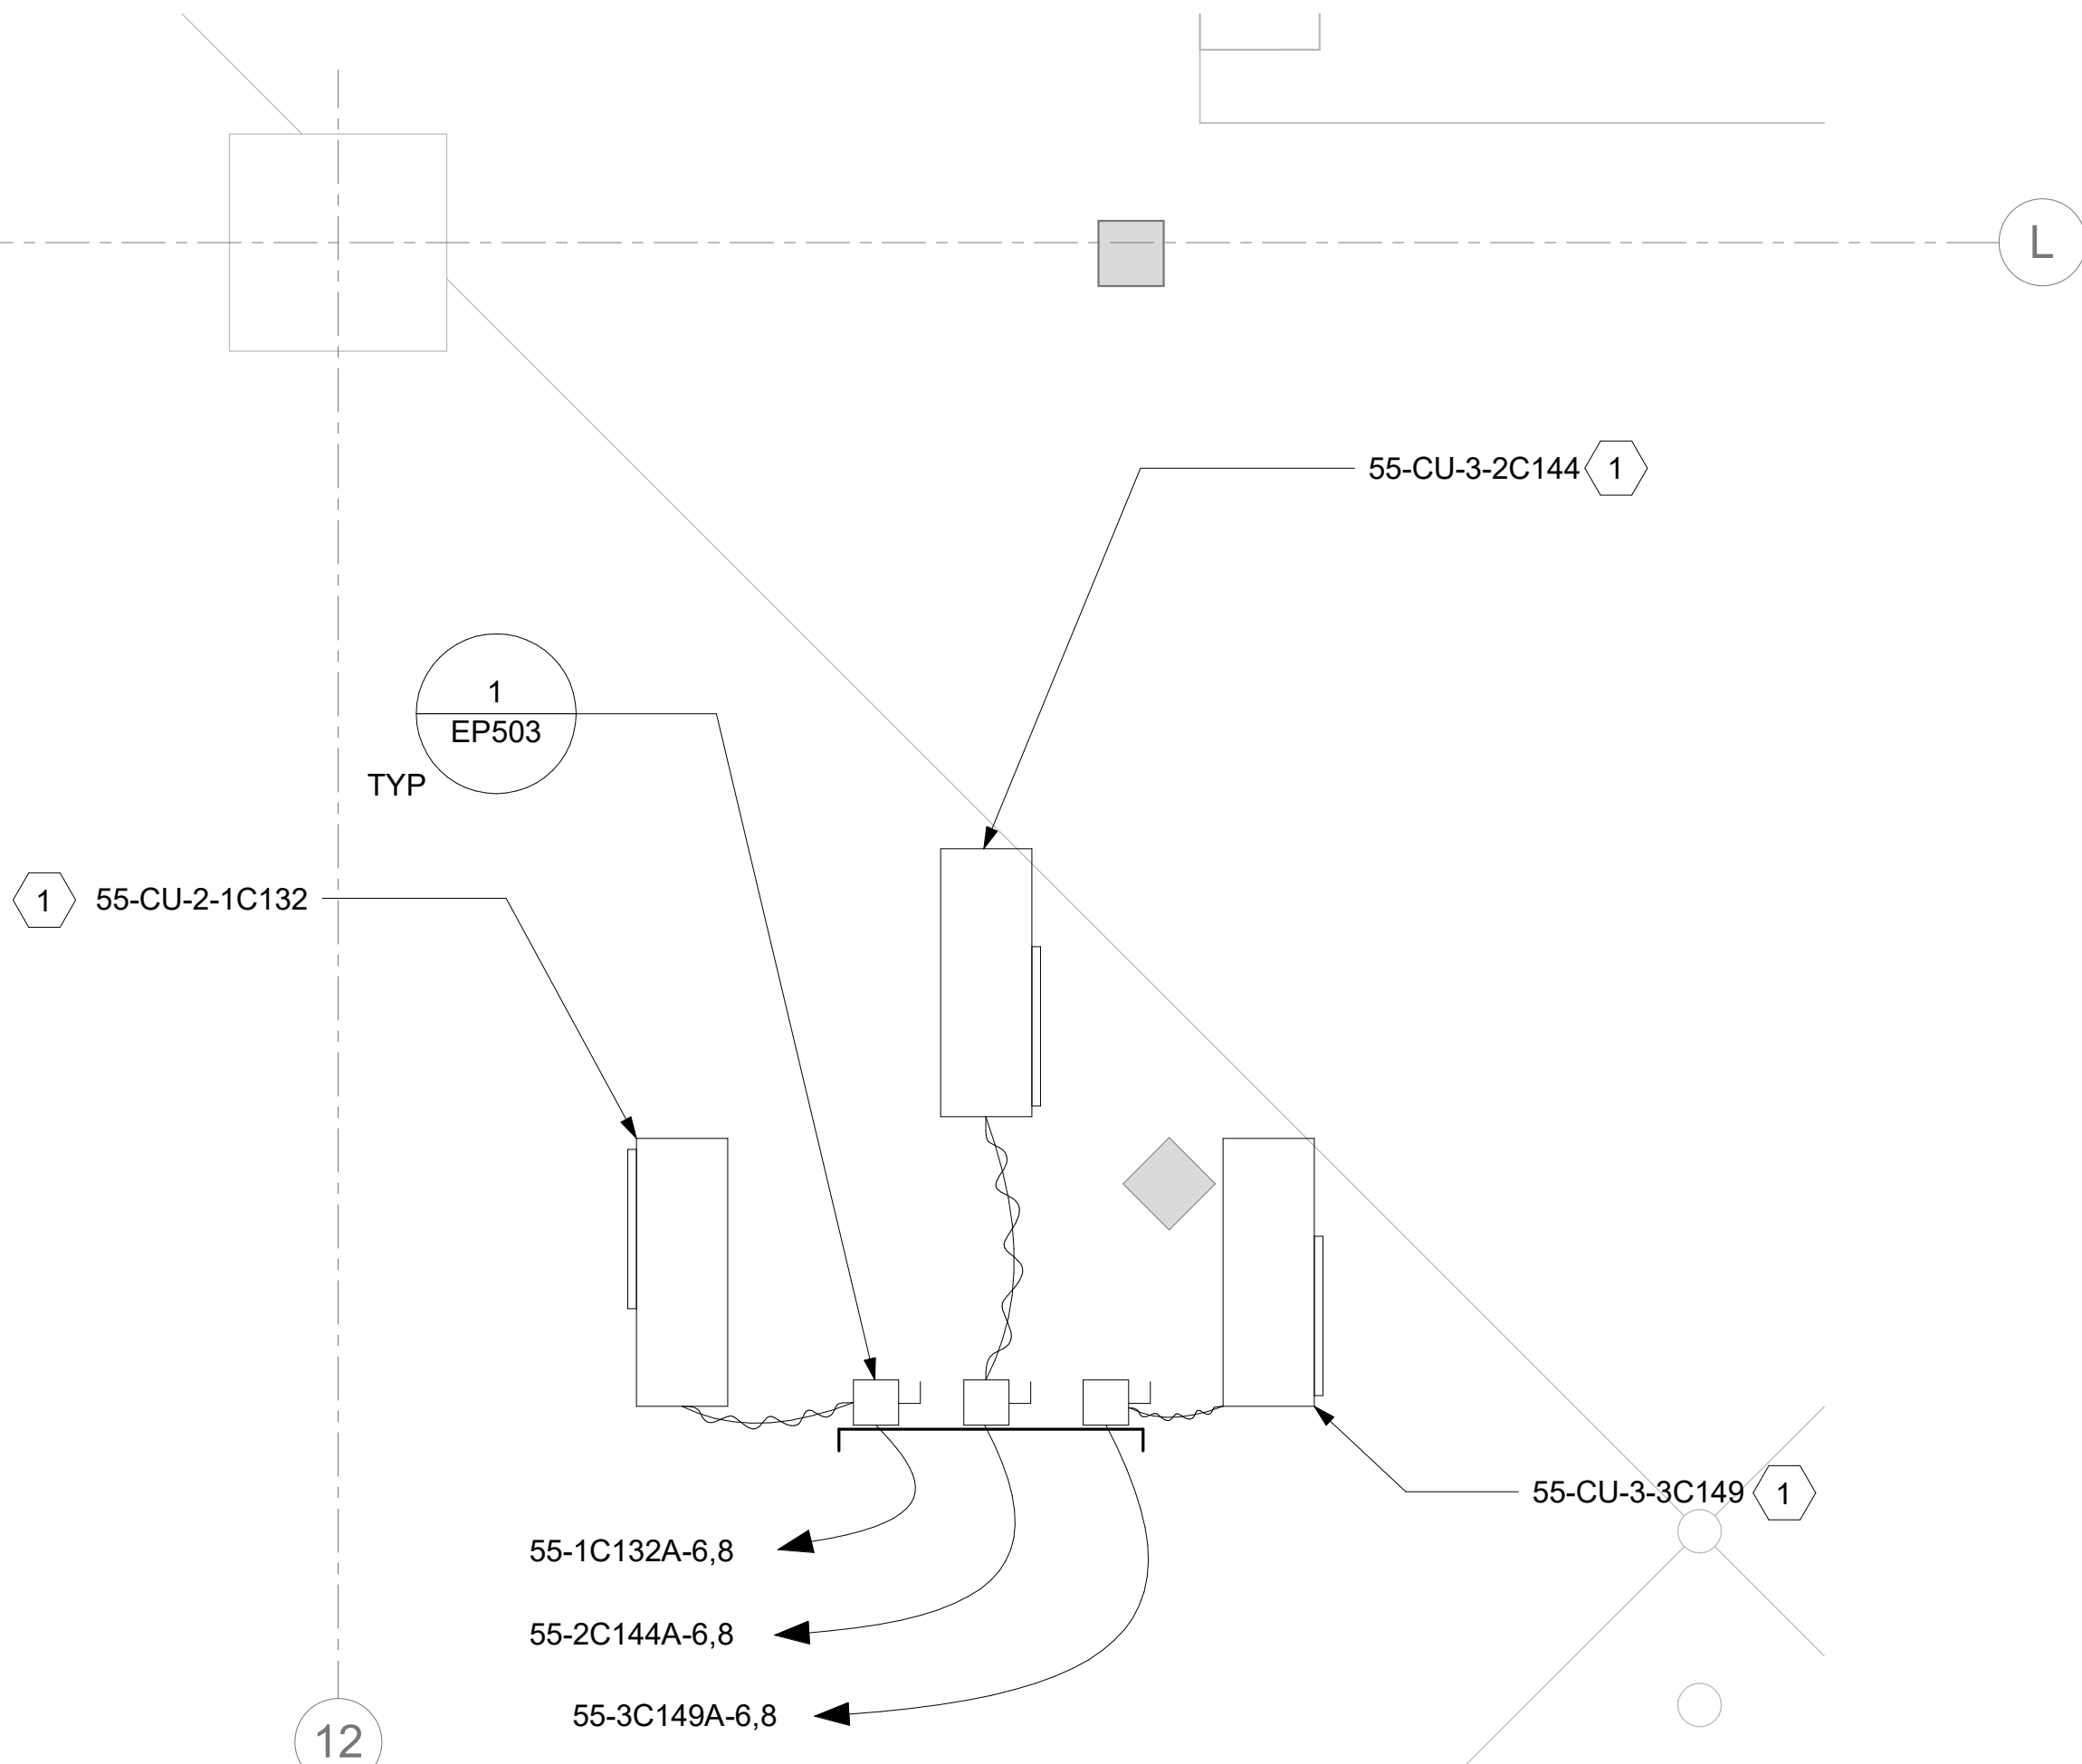 L
55-CU-3-2C144 1
1
EP503
TYP
1 55-CU-2-1C132
55-CU-3-3C149 1
55-1C132A-6,8
55-2C144A-6,8
55-3C149A-6,8
12